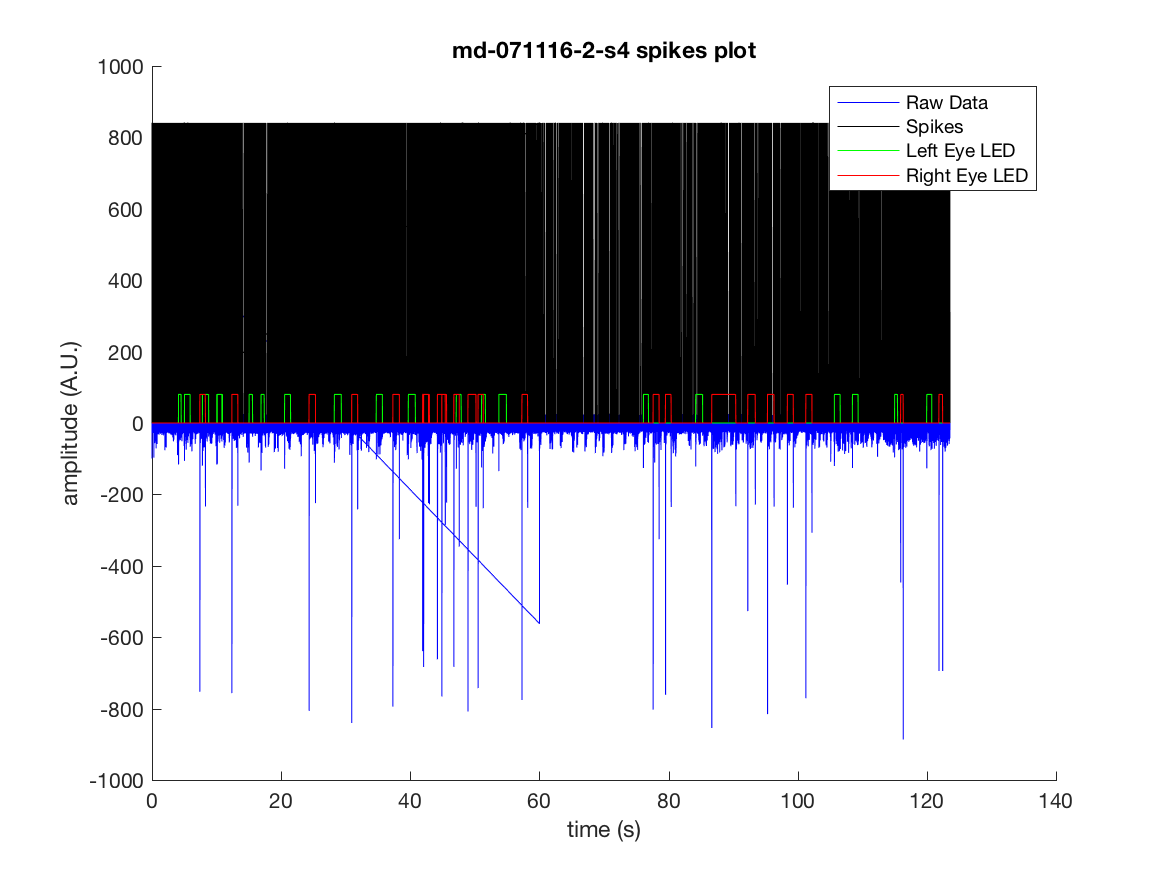 md-071116-2-s4 spikes plot
1000
800
600
400
200
0
-200
-400
-600
-800
-1000
amplitude (A.U.)
Raw Data
Spikes
Left Eye LED
Right Eye LED
0 20 40 60 80 100 120 140
time (s)